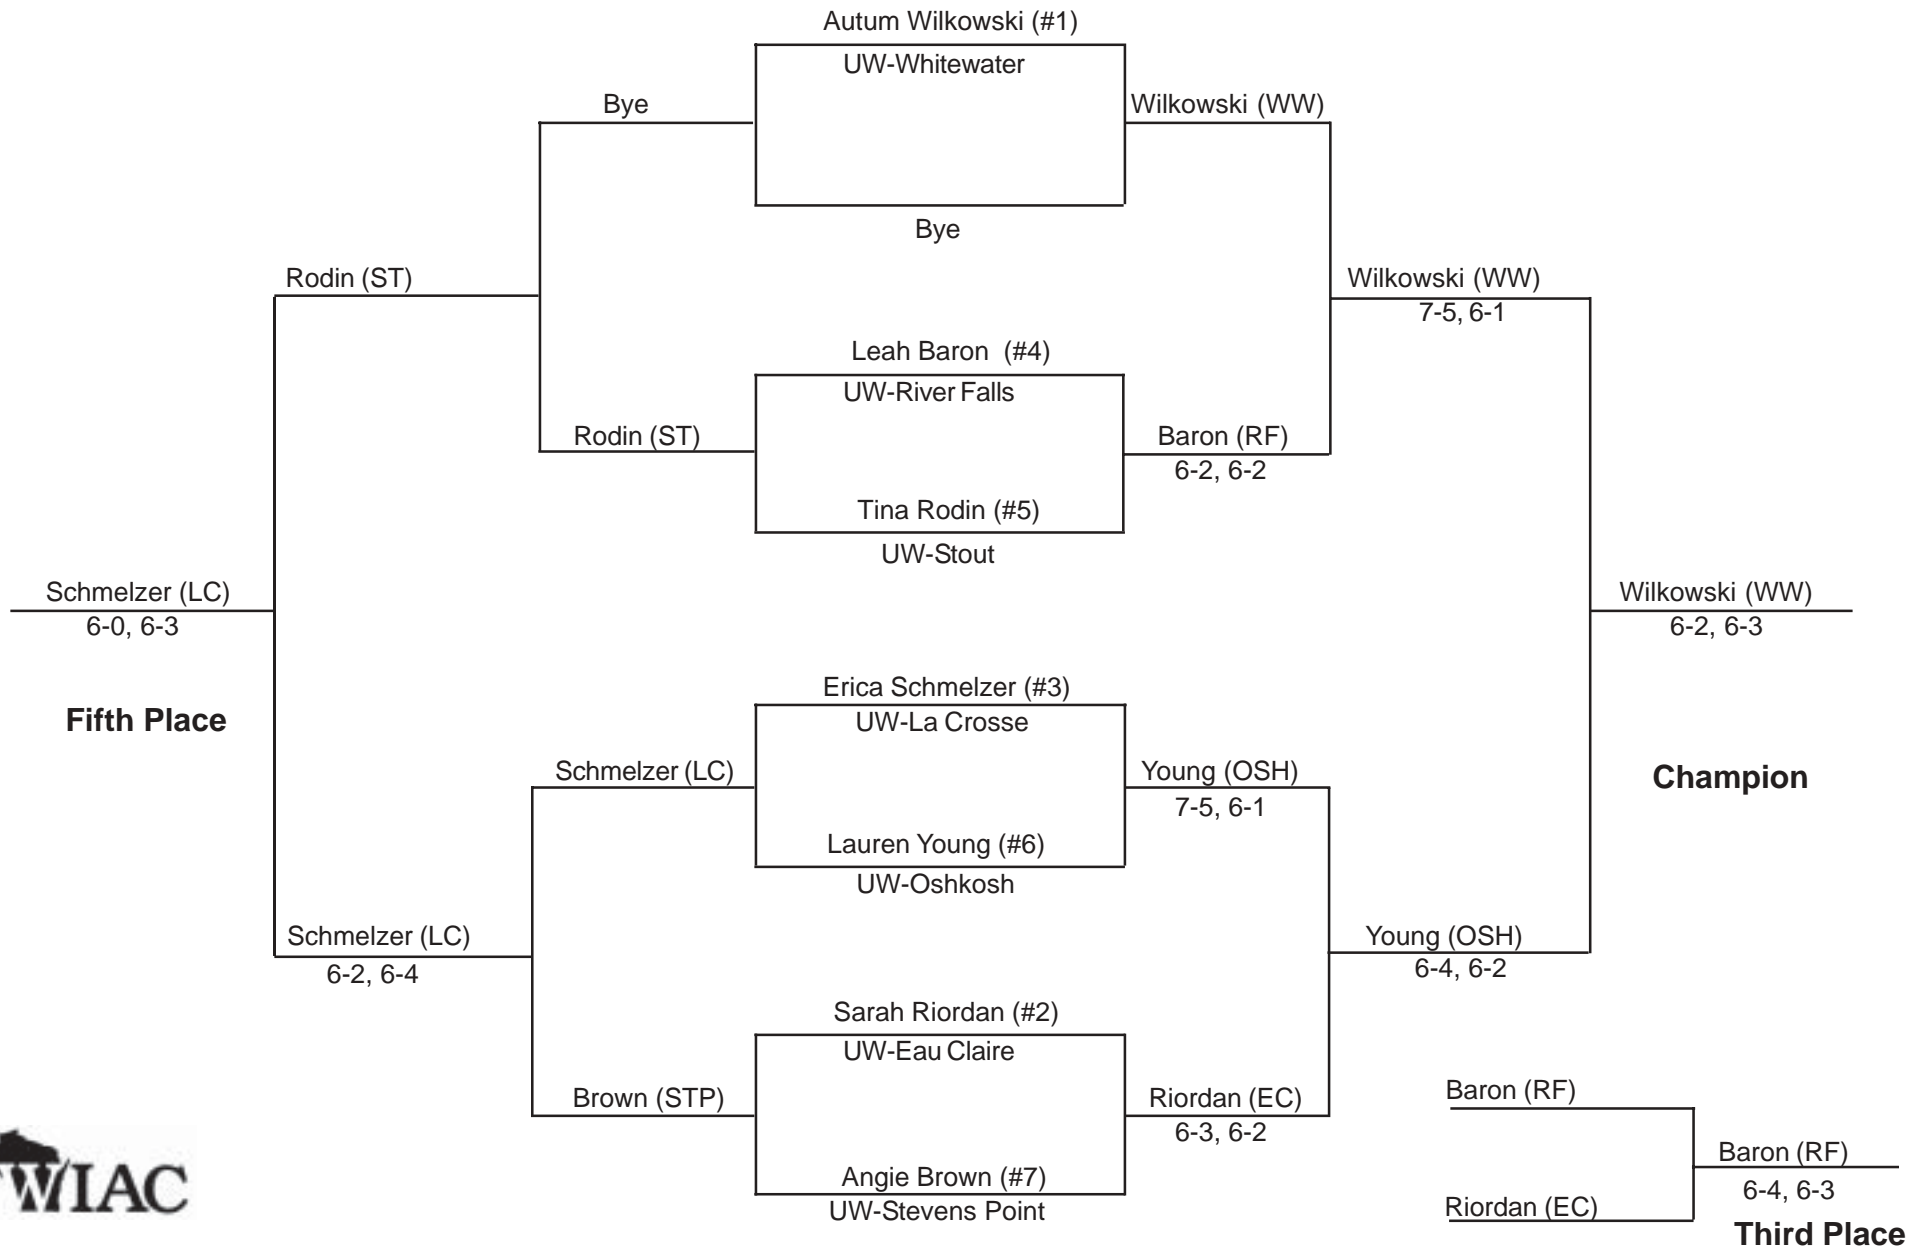 Autum Wilkowski (#1)
UW-Whitewater
Bye
Wilkowski (WW)
Bye
Rodin (ST)
Wilkowski (WW)
7-5, 6-1
Leah Baron (#4)
UW-River Falls
Rodin (ST)
Baron (RF)
6-2, 6-2
Tina Rodin (#5)
UW-Stout
Schmelzer (LC)
6-0, 6-3
Wilkowski (WW)
6-2, 6-3
Fifth Place
Erica Schmelzer (#3)
UW-La Crosse
Schmelzer (LC)
Young (OSH)
7-5, 6-1
Champion
Lauren Young (#6)
UW-Oshkosh
Schmelzer (LC)
6-2, 6-4
Young (OSH)
6-4, 6-2
Sarah Riordan (#2)
UW-Eau Claire
Brown (STP)
Riordan (EC)
6-3, 6-2
Baron (RF)
Angie Brown (#7)
UW-Stevens Point
Baron (RF)
6-4, 6-3
Riordan (EC)
Third Place
WIAC